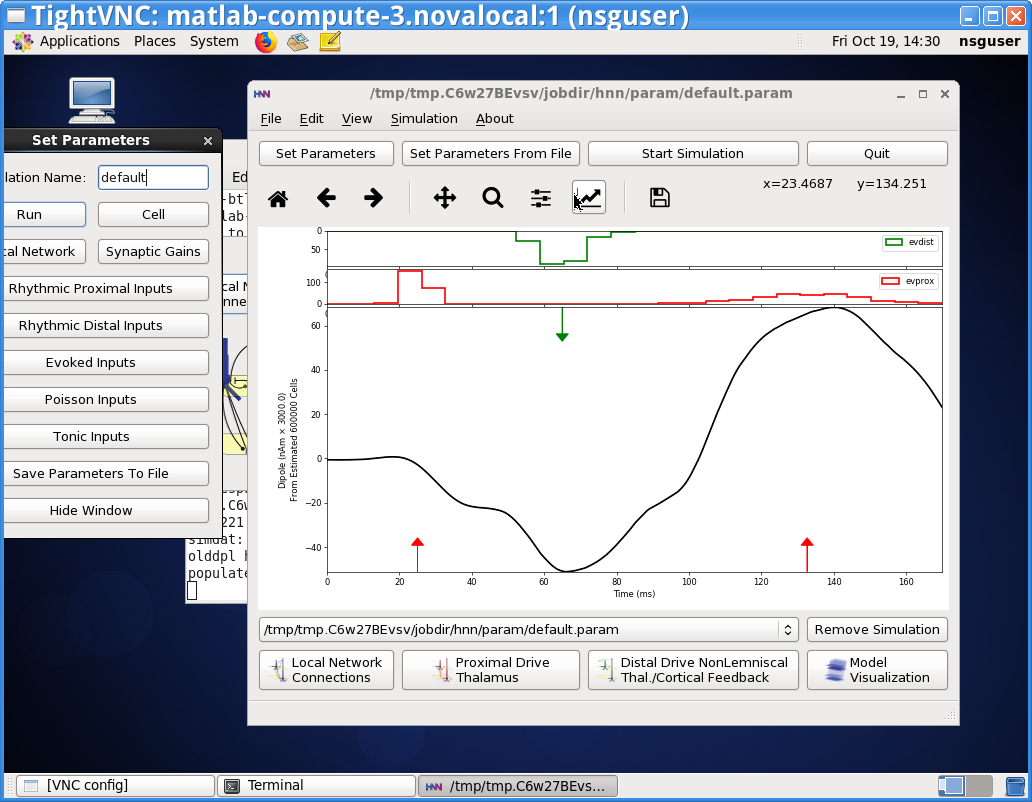 TightVNC: matlab-compute-3.novalocal:1 (nsguser)
Applications Places System Fri Oct 19, 14:30 nsguser
HNN /tmp/tmp.C6w27BEvsv/jobdir/hnn/param/default.param
File Edit View Simulation About
Set Parameters Set Parameters From File Start Simulation Quit
x=23.4687 y=134.251
Set Parameters
lation Name: default
Run Cell
cal Network Synaptic Gains
Rhythmic Proximal Inputs
Rhythmic Distal Inputs
Evoked Inputs
Poisson Inputs
Tonic Inputs
Save Parameters To File
Hide Window
Ed
-bt
lab-
to
cal N
nne
.C6w
221
simdat:
olddpl h
populate
0
50
evdist
100
0
evprox
60
40
20
0
−20
−40
Dipole (nAm × 3000.0)
From Estimated 600000 Cells
0 20 40 60 80 100 120 140 160
Time (ms)
/tmp/tmp.C6w27BEvsv/jobdir/hnn/param/default.param Remove Simulation
Local Network
Connections
Proximal Drive
Thalamus
Distal Drive NonLemniscal
Thal./Cortical Feedback
Model
Visualization
[VNC config] Terminal HNN /tmp/tmp.C6w27BEvs...